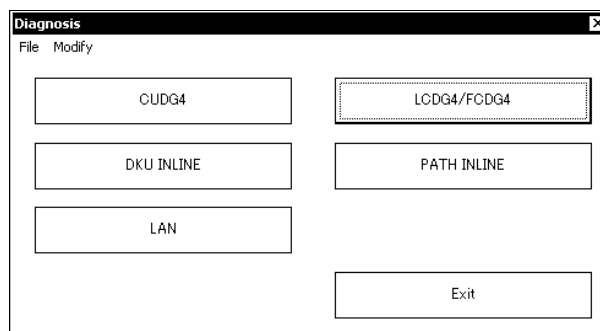 Diagnosis
File Modify
CUDG4 LCDG4/FCDG4
DKU INLINE PATH INLINE
LAN
Exit